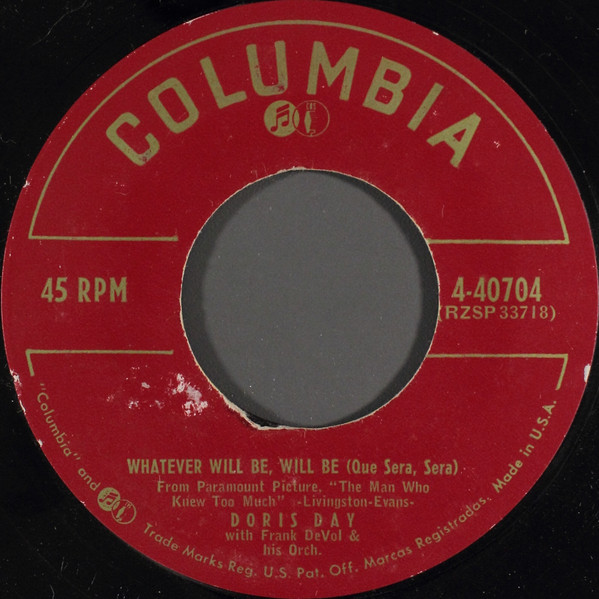 COLUMBIA
45 RPM
4-40704
(RZSP 33718)
WHATEVER WILL BE, WILL BE (Que Sera, Sera)
From Paramount Picture, "The Man Who
Knew Too Much" -Livingston-Evans-
DORIS DAY
with Frank DeVol &
his Orch.
"Columbia" and Trade Marks Reg. U.S. Pat. Off. Marcas Registradas. Made in U.S.A.